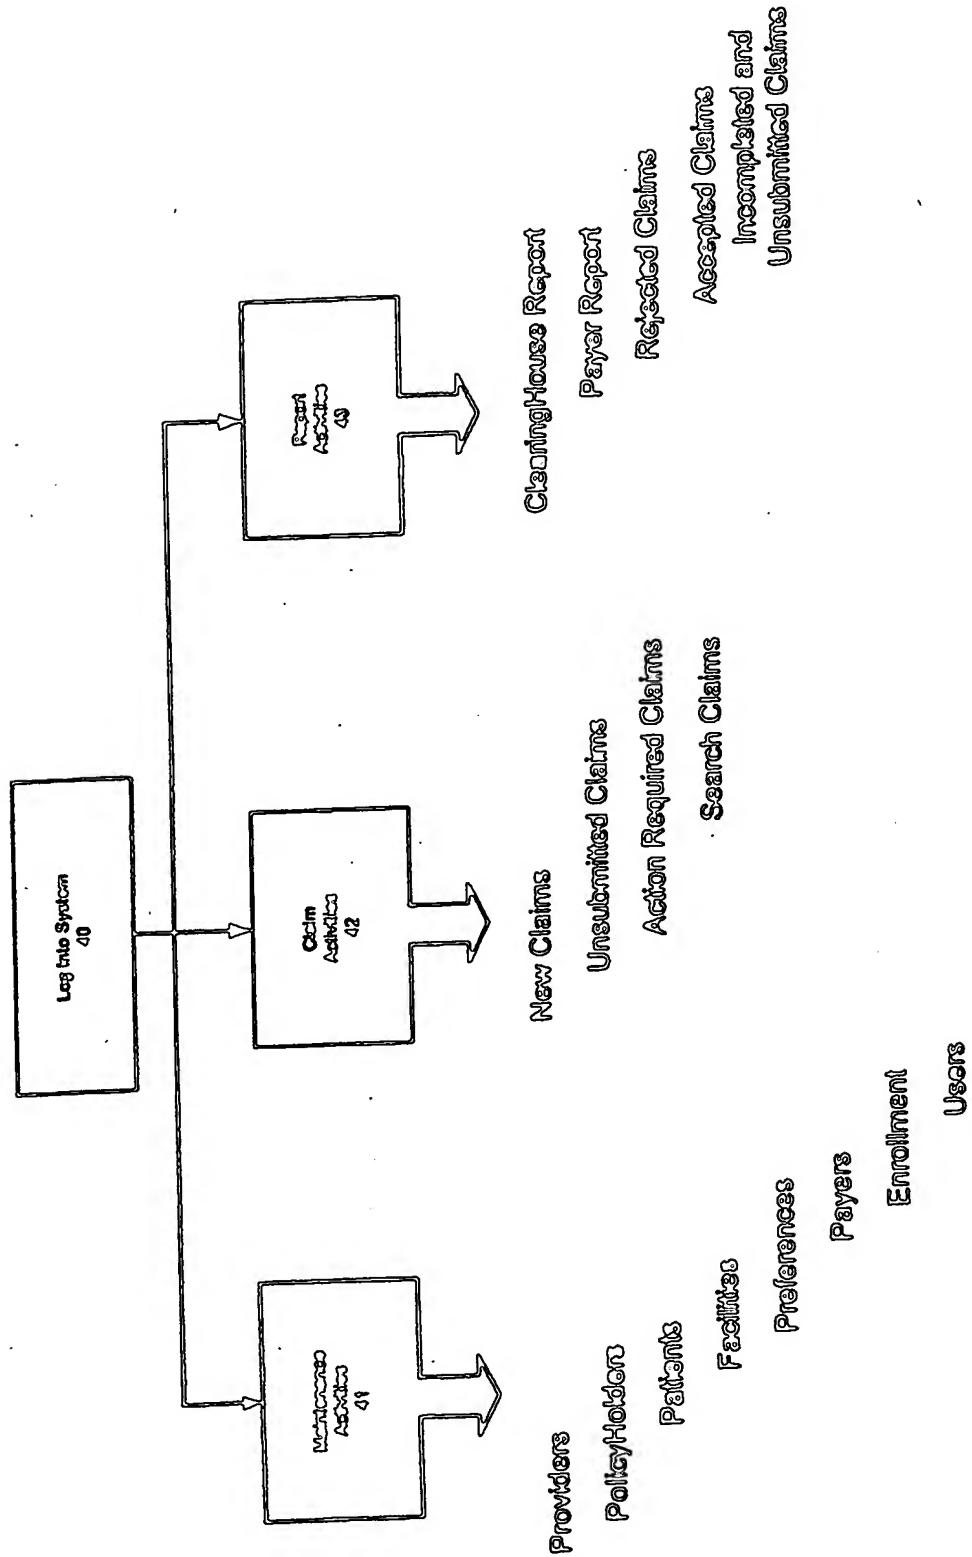 Log Into System
40
Maintenance
Activities
41
Claim
Activities
42
Report
Activities
43
Providers
PolicyHolders
Patients
Facilities
Preferences
Payers
Enrollment
Users
New Claims
Unsubmitted Claims
Action Required Claims
Search Claims
ClearingHouse Report
Payer Report
Rejected Claims
Accepted Claims
Incompleted and
Unsubmitted Claims